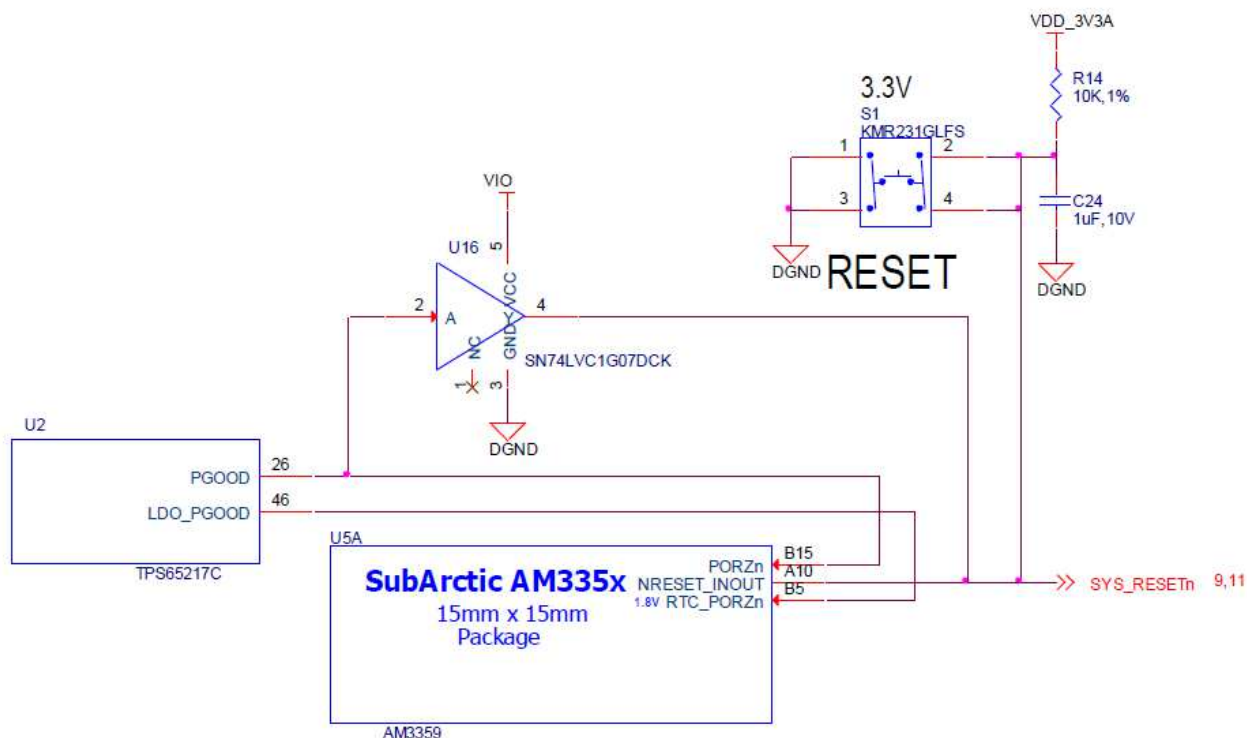 VDD_3V3A
R14
10K,1%
3.3V
S1
KMR231GLFS
1
2
3
4
C24
1uF,10V
DGND
RESET
DGND
VIO
U16
5
VCC
2
A
Y
4
NC
GND
1
3
SN74LVC1G07DCK
DGND
U2
PGOOD
26
LDO_PGOOD
46
TPS65217C
U5A
SubArctic AM335x
15mm x 15mm
Package
PORZn
B15
NRESET_INOUT
A10
1.8V RTC_PORZn
B5
SYS_RESETn 9,11
AM3359